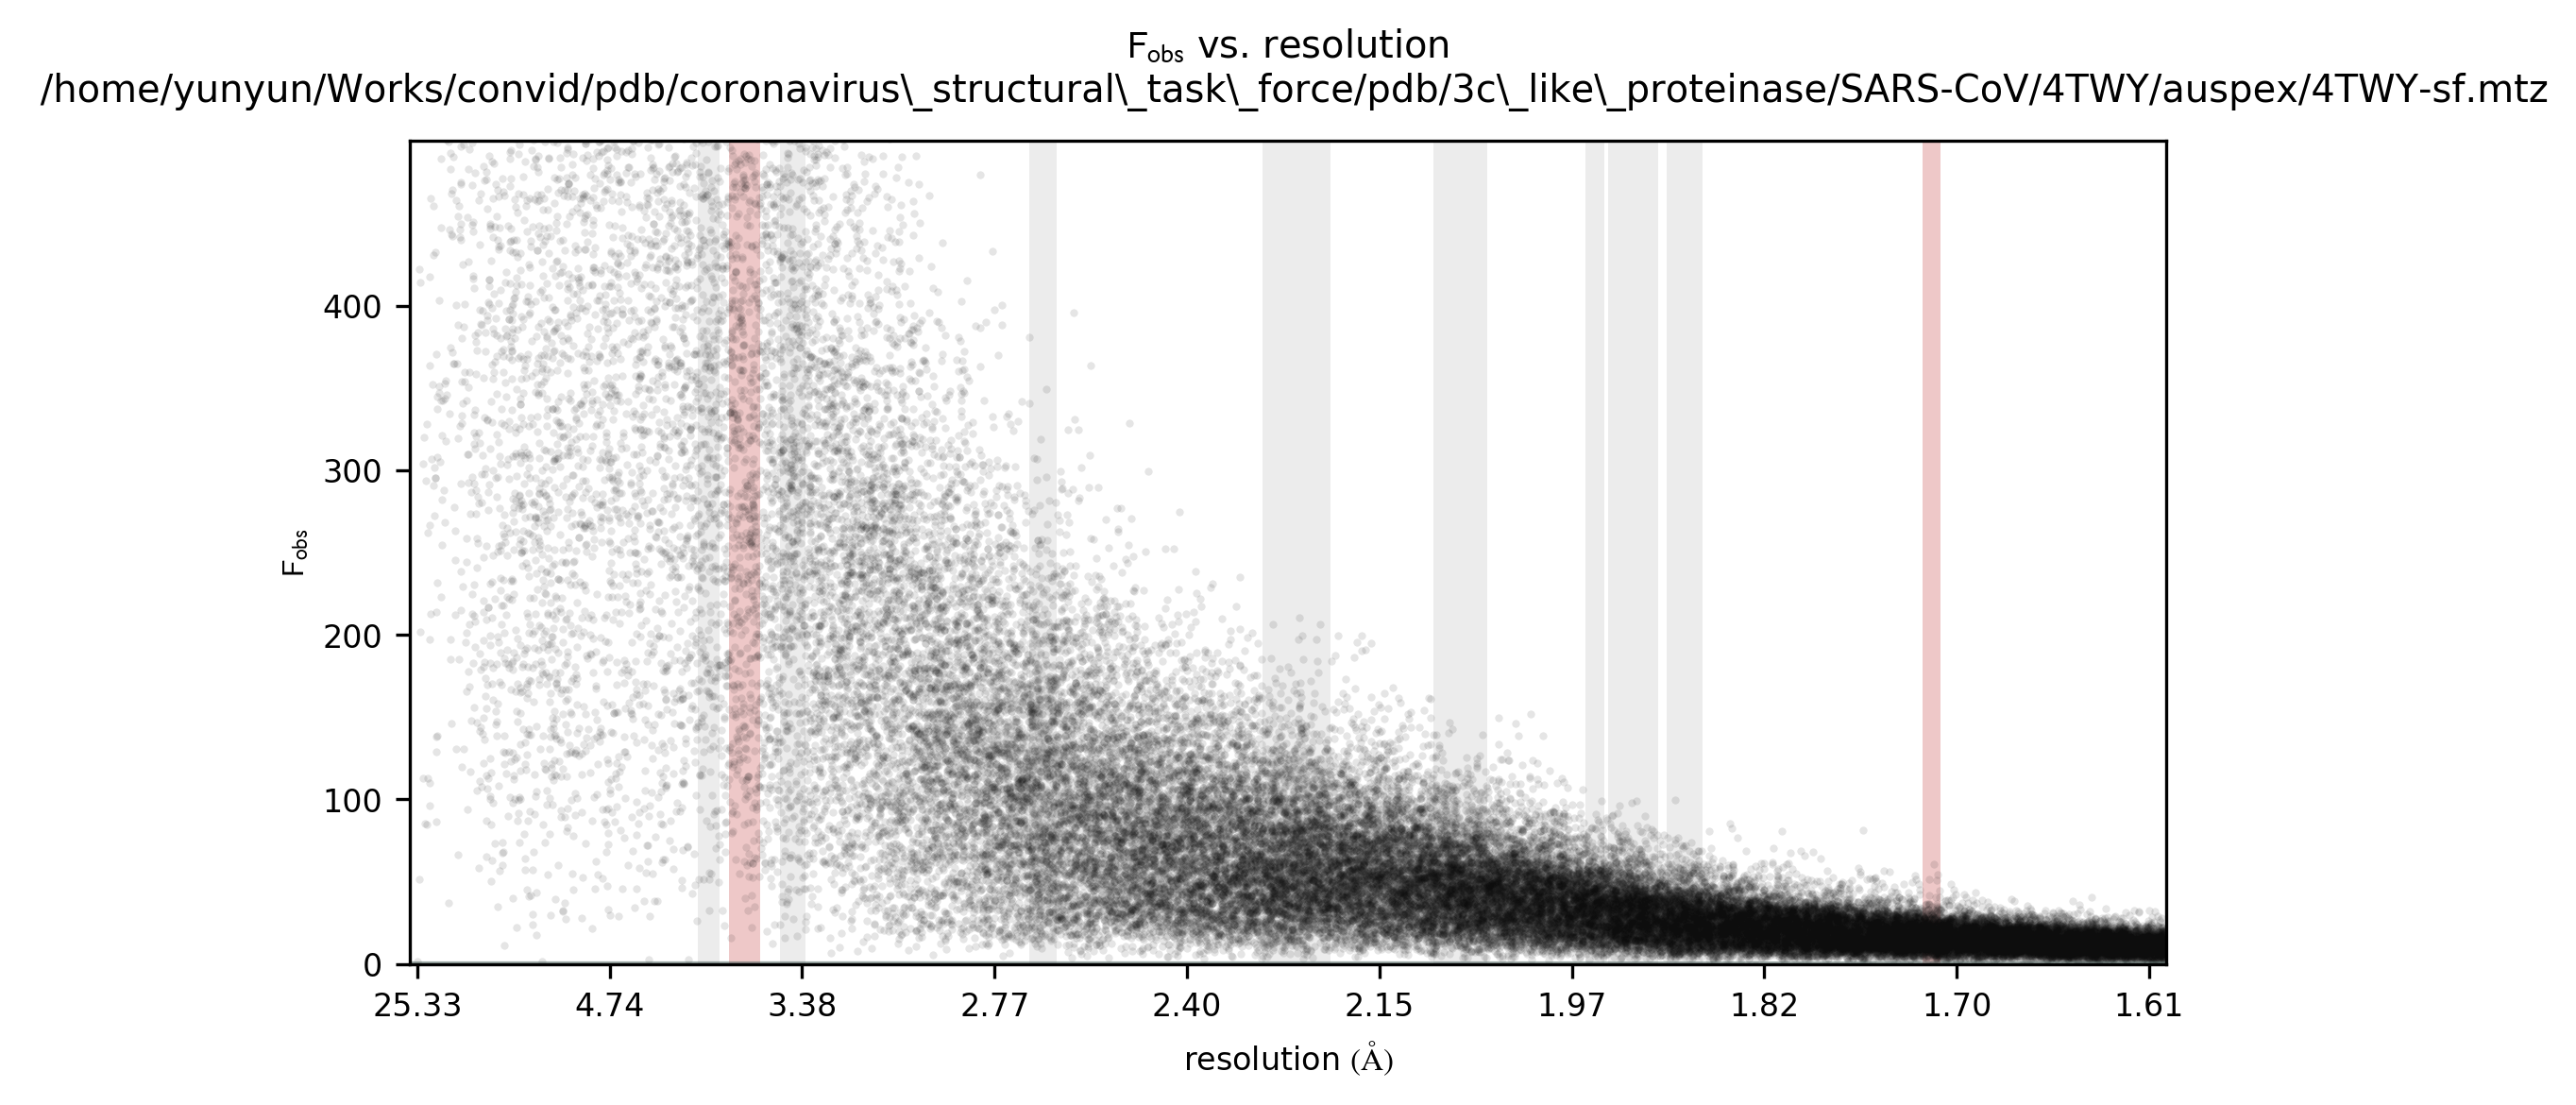 Fobs vs. resolution
/home/yunyun/Works/convid/pdb/coronavirus\_structural\_task\_force/pdb/3c\_like\_proteinase/SARS-CoV/4TWY/auspex/4TWY-sf.mtz
400
300
200
100
0
Fobs
25.33 4.74 3.38 2.77 2.40 2.15 1.97 1.82 1.70 1.61
resolution (Å)